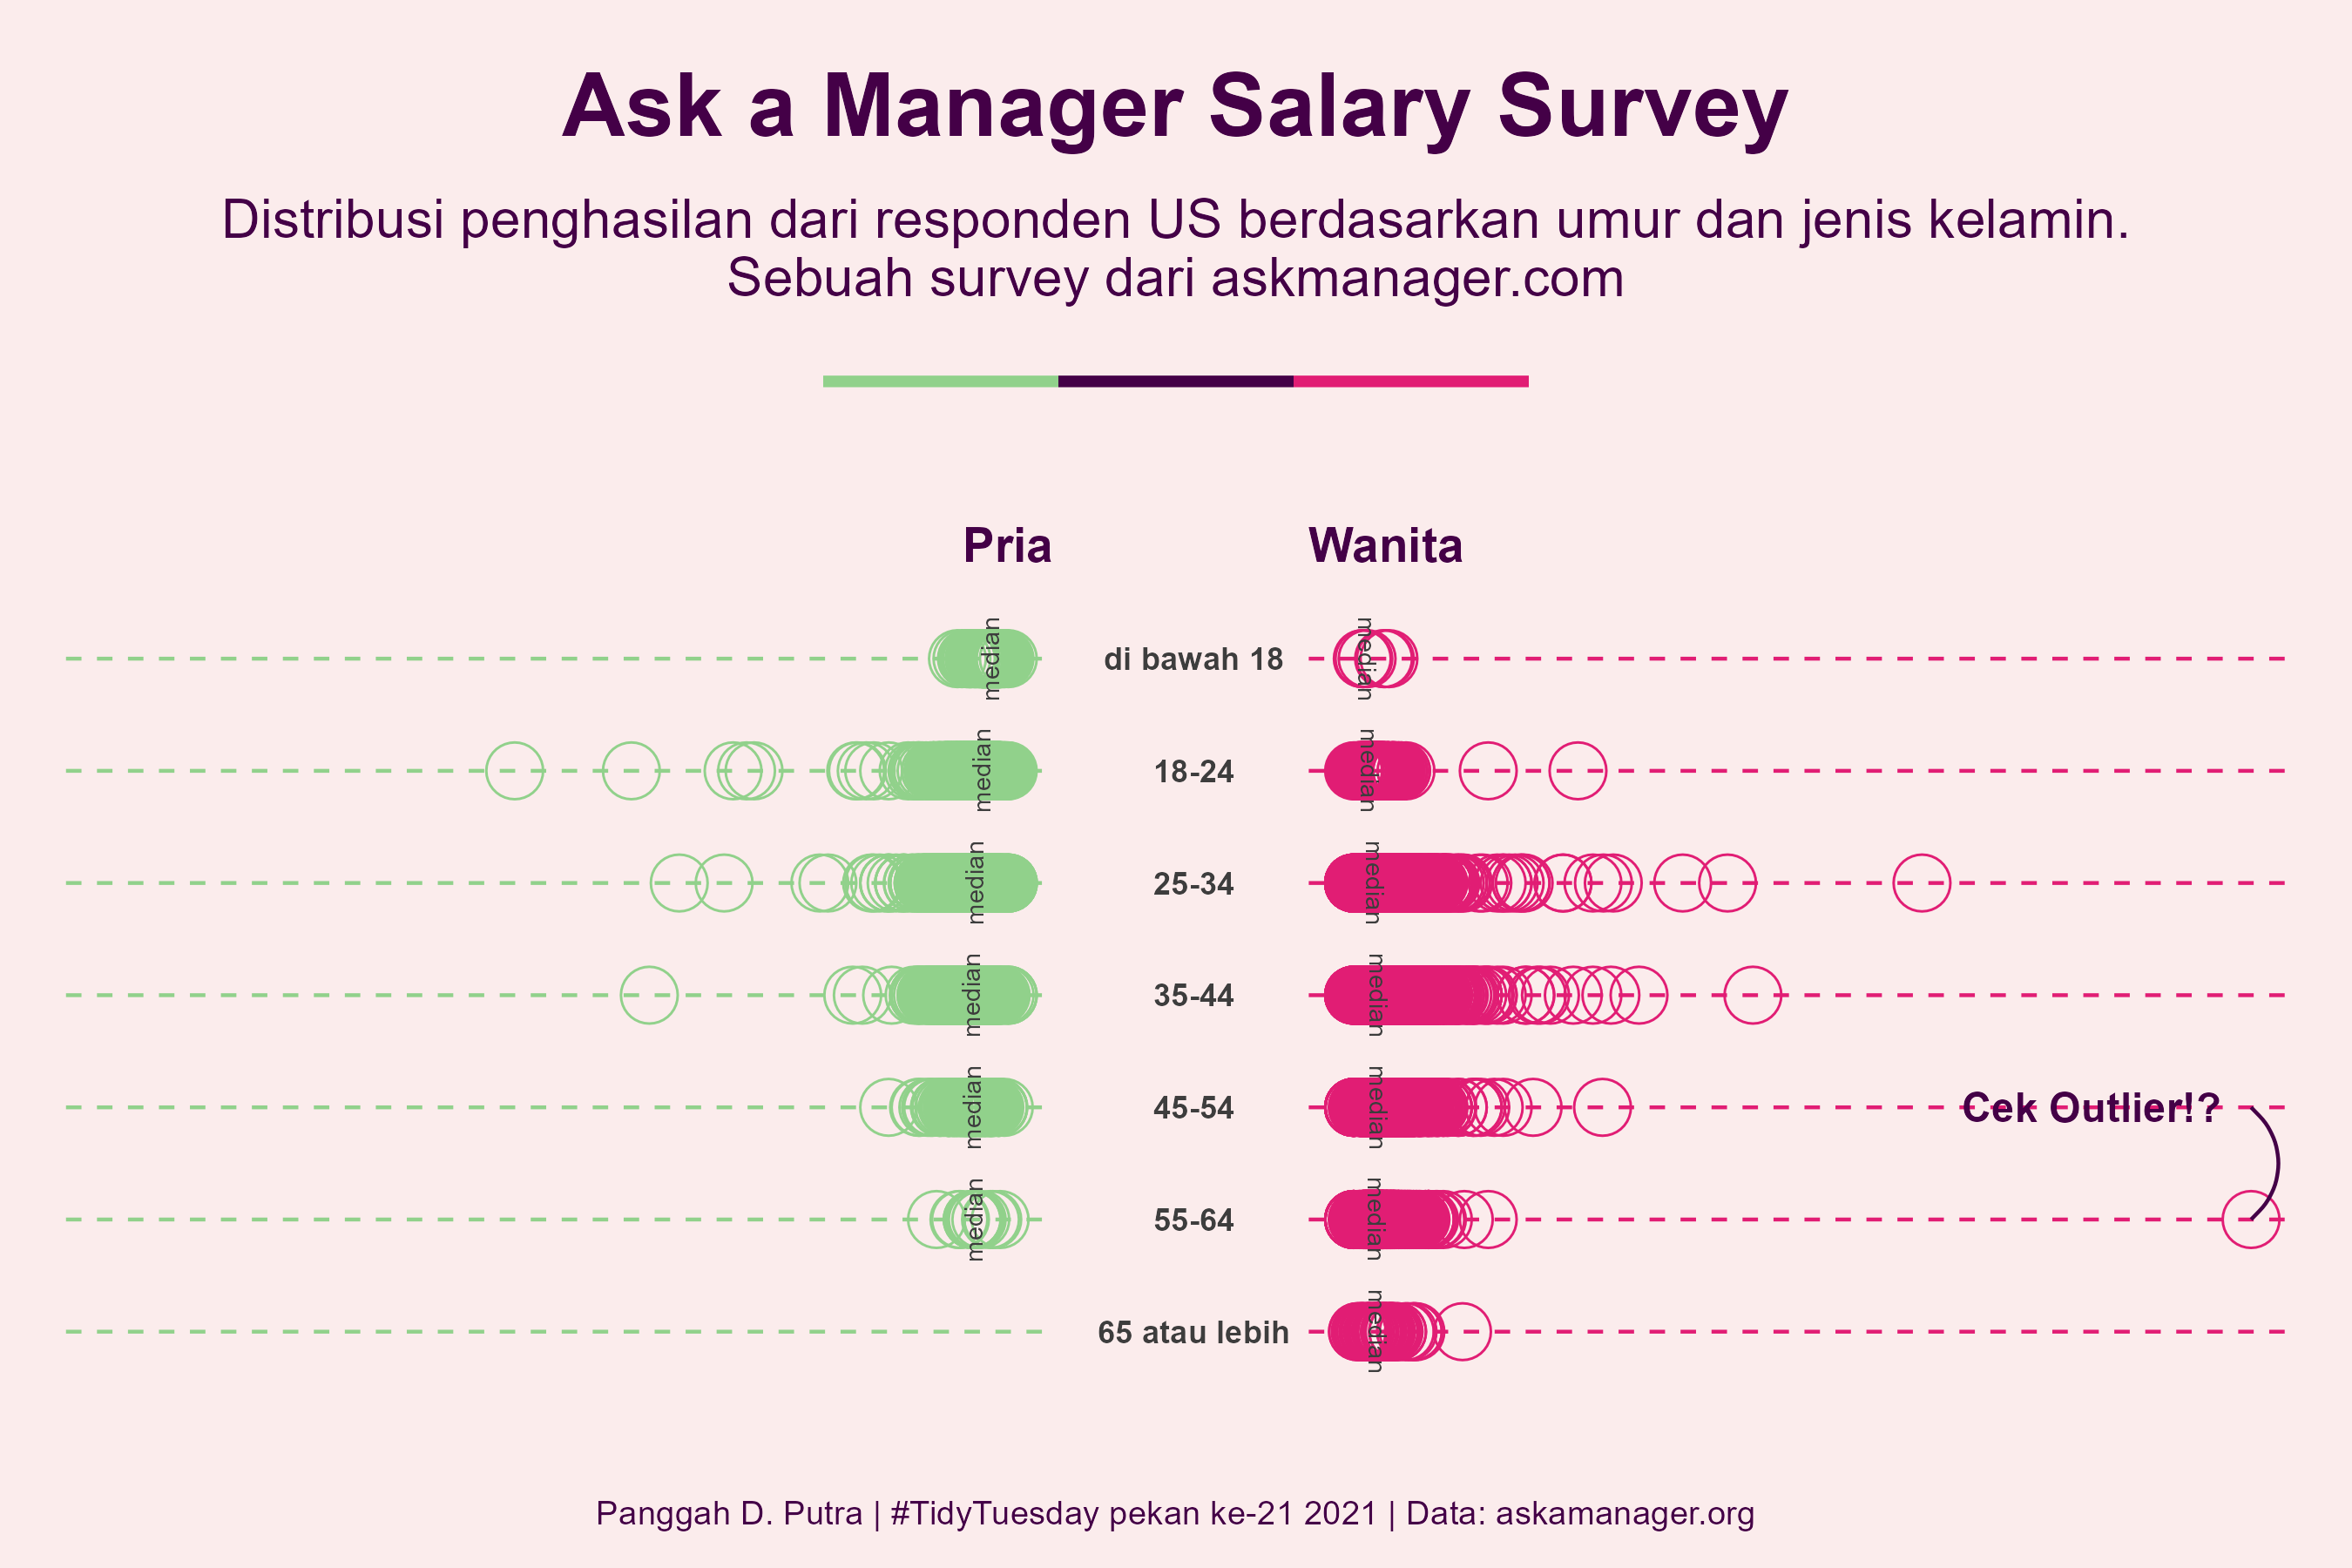 Ask a Manager Salary Survey
Distribusi penghasilan dari responden US berdasarkan umur dan jenis kelamin.
Sebuah survey dari askmanager.com
Pria
Wanita
median
di bawah 18
median
median
18-24
median
median
25-34
median
median
35-44
median
median
45-54
median
Cek Outlier!?
median
55-64
median
65 atau lebih
median
Panggah D. Putra | #TidyTuesday pekan ke-21 2021 | Data: askamanager.org